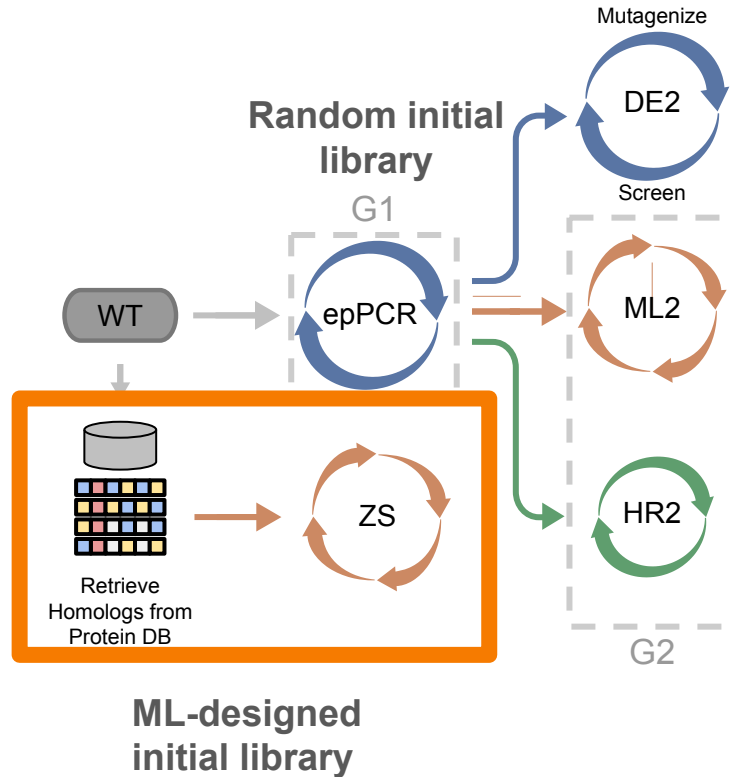 Mutagenize
DE2
Screen
Random initial
library
G1
WT
epPCR
ML2
ZS
HR2
Retrieve
Homologs from
Protein DB
G2
ML-designed
initial library